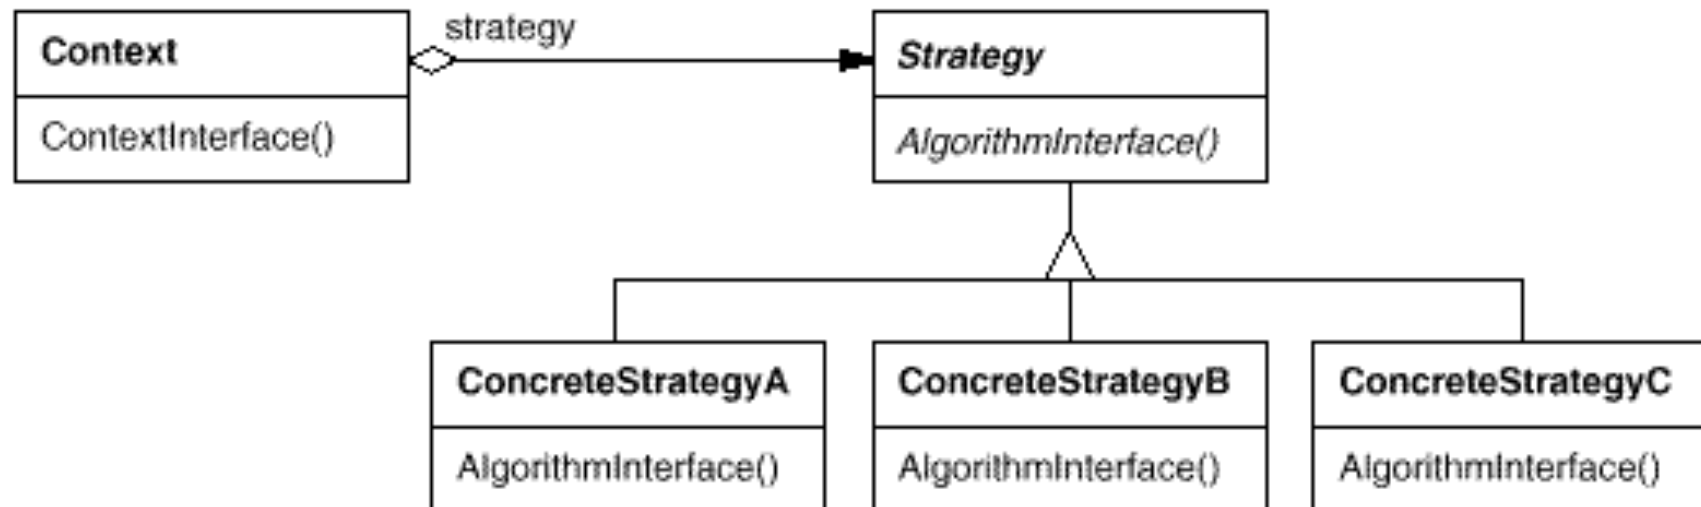 Context
strategy
Strategy
ContextInterface()
AlgorithmInterface()
ConcreteStrategyA
ConcreteStrategyB
ConcreteStrategyC
AlgorithmInterface()
AlgorithmInterface()
AlgorithmInterface()